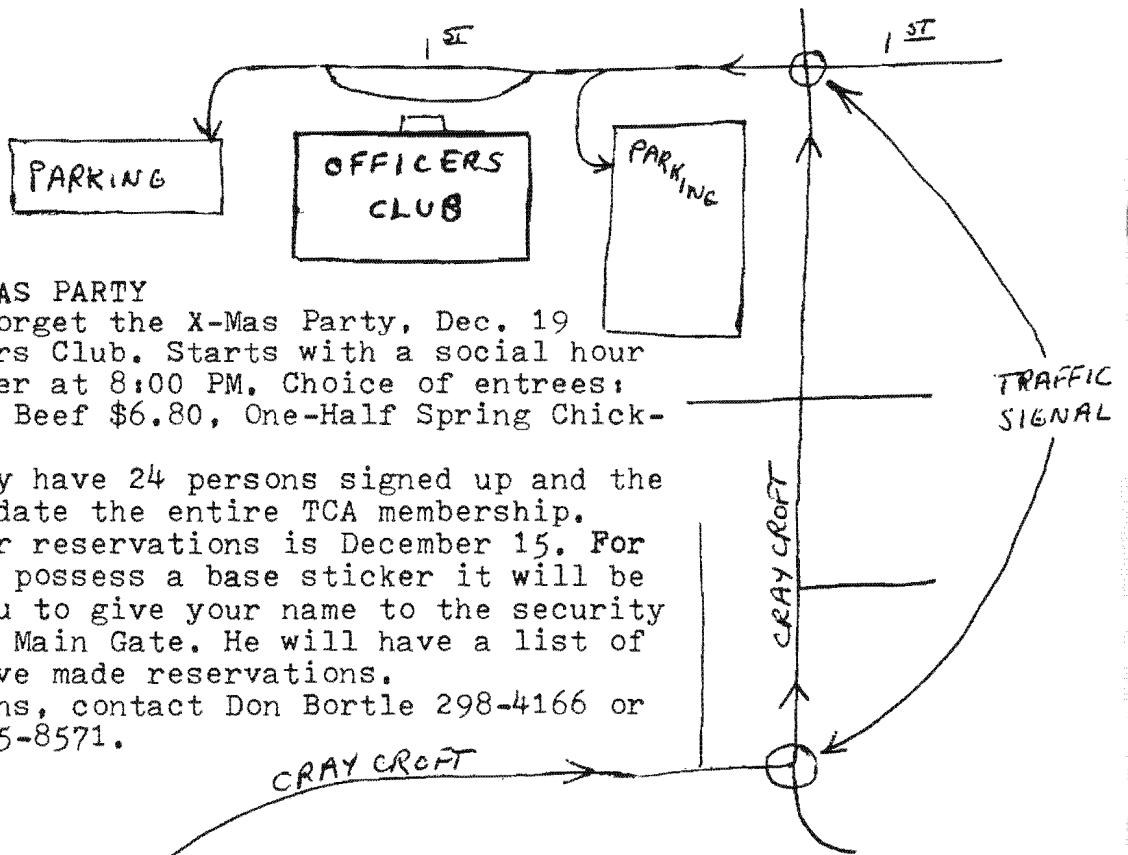 1ST
1ST
PARKING
OFFICERS
CLUB
PARKING
AS PARTY
orget the X-Mas Party, Dec. 19
rs Club. Starts with a social hour
er at 8:00 PM. Choice of entrees:
Beef $6.80, One-Half Spring Chick-
y have 24 persons signed up and the
date the entire TCA membership.
r reservations is December 15. For
possess a base sticker it will be
u to give your name to the security
Main Gate. He will have a list of
ve made reservations.
ns, contact Don Bortle 298-4166 or
5-8571.
TRAFFIC
SIGNAL
CRAY CROFT
CRAY CROFT